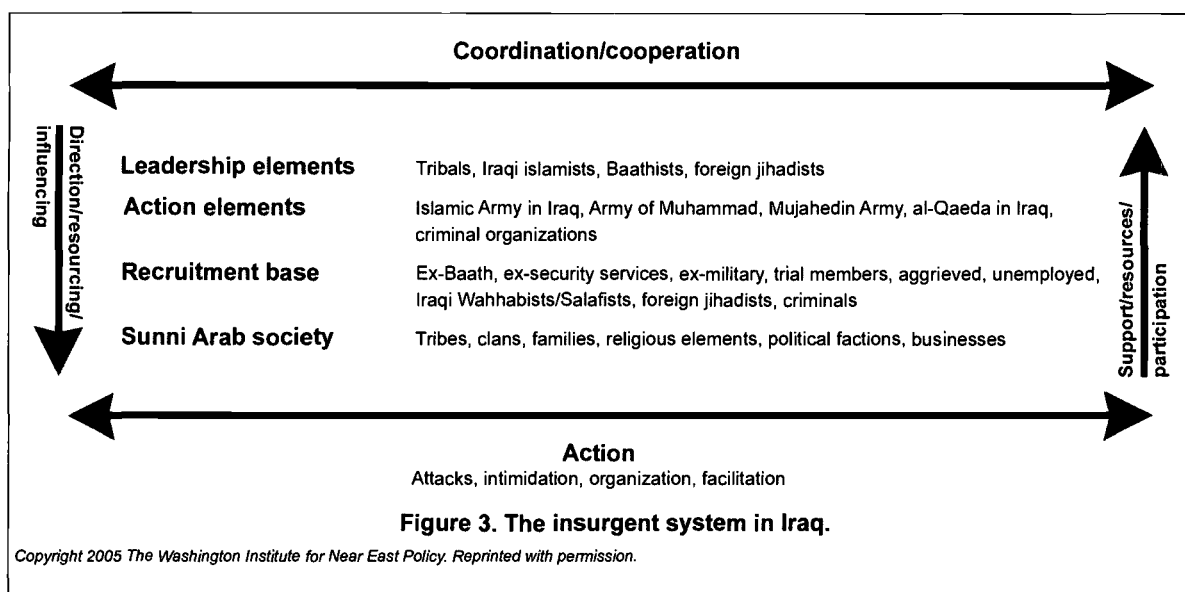 Coordination/cooperation
Direction/resourcing/
influencing
Leadership elements
Tribals, Iraqi islamists, Baathists, foreign jihadists
Action elements
Islamic Army in Iraq, Army of Muhammad, Mujahedin Army, al-Qaeda in Iraq,
criminal organizations
Recruitment base
Ex-Baath, ex-security services, ex-military, trial members, aggrieved, unemployed,
Iraqi Wahhabists/Salafists, foreign jihadists, criminals
Sunni Arab society
Tribes, clans, families, religious elements, political factions, businesses
Support/resources/
participation
Action
Attacks, intimidation, organization, facilitation
Figure 3. The insurgent system in Iraq.
Copyright 2005 The Washington Institute for Near East Policy. Reprinted with permission.